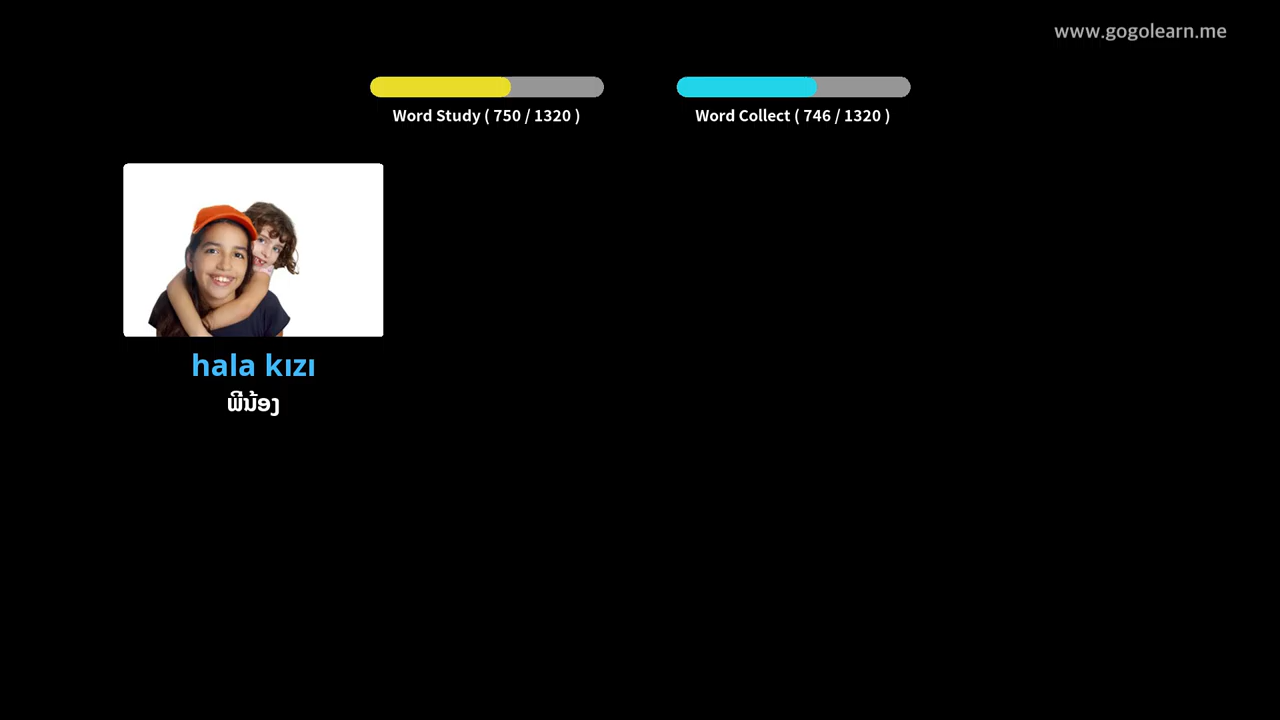 www.gogolearn.me
Word Study ( 750 / 1320 )
Word Collect ( 746 / 1320 )
hala kızı
ພີ່ນ້ອງ